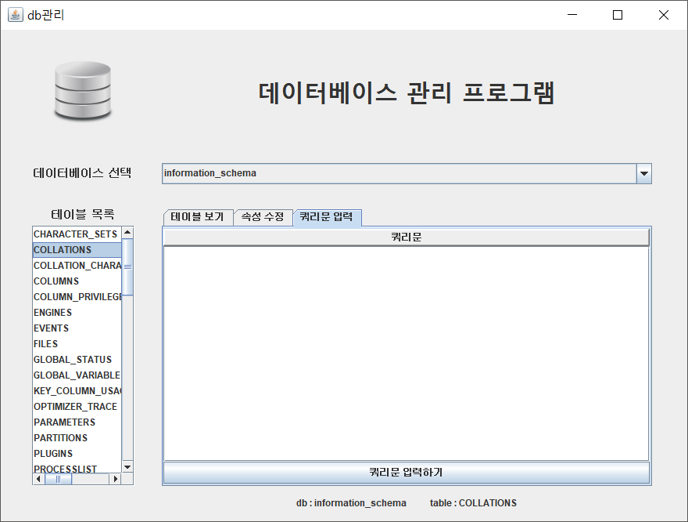 db관리
데이터베이스 관리 프로그램
데이터베이스 선택
information_schema
테이블 목록
테이블 보기
속성 수정
쿼리문 입력
CHARACTER_SETS
COLLATIONS
COLLATION_CHARA
COLUMNS
COLUMN_PRIVILEGE
ENGINES
EVENTS
FILES
GLOBAL_STATUS
GLOBAL_VARIABLE
KEY_COLUMN_USAG
OPTIMIZER_TRACE
PARAMETERS
PARTITIONS
PLUGINS
PROCESSLIST
쿼리문
쿼리문 입력하기
db : information_schema
table : COLLATIONS